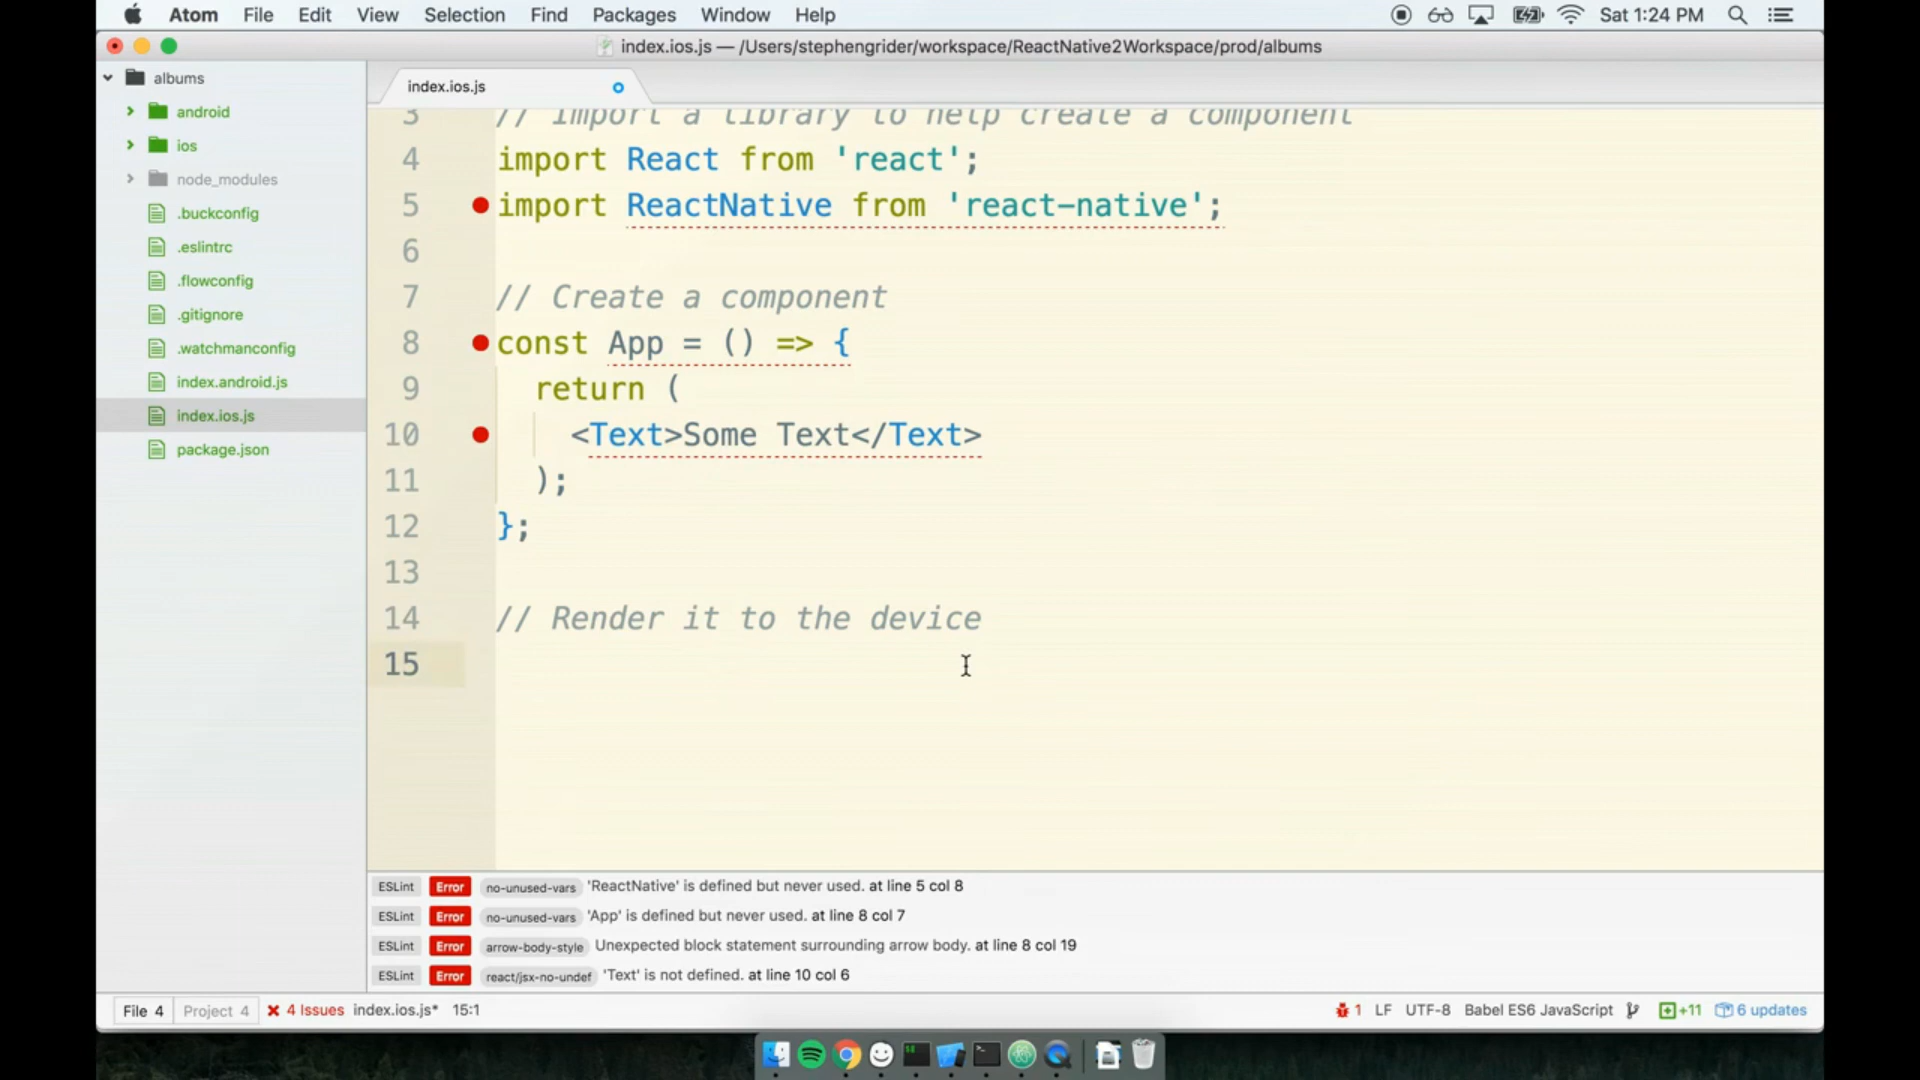 Atom File Edit View Selection Find Packages Window Help Sat 1:24 PM
index.ios.js — /Users/stephengrider/workspace/ReactNative2Workspace/prod/albums
albums
android
ios
node_modules
.buckconfig
.eslintrc
.flowconfig
.gitignore
.watchmanconfig
index.android.js
index.ios.js
package.json
index.ios.js
3 // Import a library to help create a component
4 import React from 'react';
5 import ReactNative from 'react-native';
6
7 // Create a component
8 const App = () => {
9 return (
10 <Text>Some Text</Text>
11 );
12 };
13
14 // Render it to the device
15
ESLint Error no-unused-vars 'ReactNative' is defined but never used. at line 5 col 8
ESLint Error no-unused-vars 'App' is defined but never used. at line 8 col 7
ESLint Error arrow-body-style Unexpected block statement surrounding arrow body. at line 8 col 19
ESLint Error react/jsx-no-undef 'Text' is not defined. at line 10 col 6
File 4 Project 4 4 Issues index.ios.js* 15:1 1 LF UTF-8 Babel ES6 JavaScript +11 6 updates